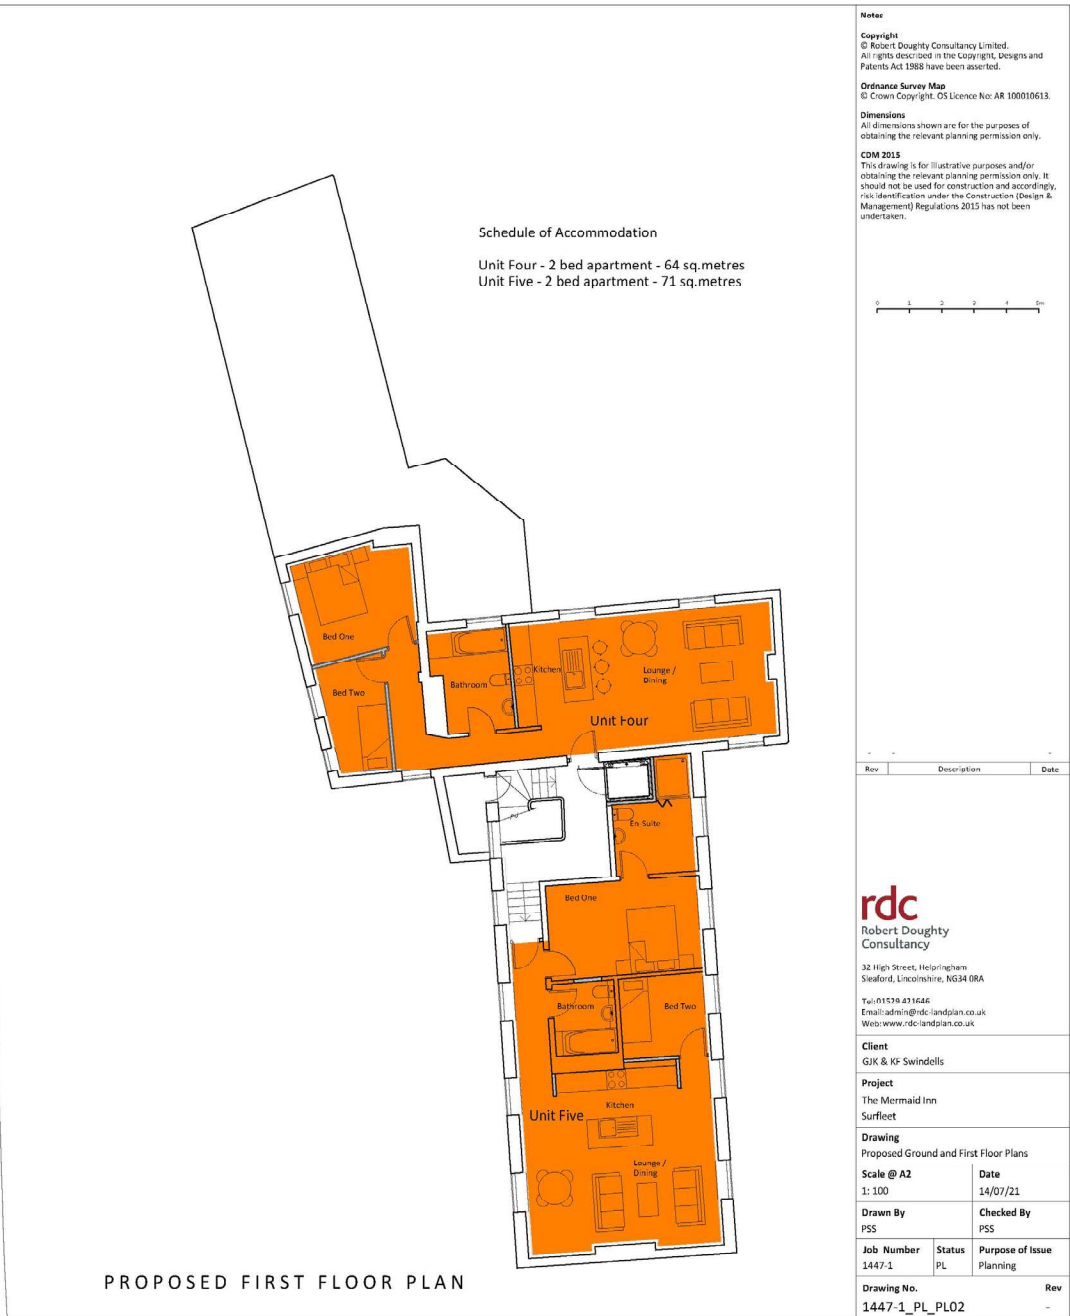 Notes
Copyright
© Robert Doughty Consultancy Limited.
All rights described in the Copyright, Designs and
Patents Act 1988 have been asserted.
Ordnance Survey Map
© Crown Copyright. OS Licence No: AR 100010613.
Dimensions
All dimensions shown are for the purposes of
obtaining the relevant planning permission only.
CDM 2015
This drawing is for illustrative purposes and/or
obtaining the relevant planning permission only. It
should not be used for construction and accordingly,
risk identification under the Construction (Design &
Management) Regulations 2015 has not been
undertaken.
0 1 2 3 4 5m
Schedule of Accommodation
Unit Four - 2 bed apartment - 64 sq.metres
Unit Five - 2 bed apartment - 71 sq.metres
Bed One
Bed Two
Bathroom
Kitchen
Lounge /
Dining
Unit Four
En-Suite
Bed One
Bathroom
Bed Two
Kitchen
Unit Five
Lounge /
Dining
PROPOSED FIRST FLOOR PLAN
- - -
Rev Description Date
rdc
Robert Doughty
Consultancy
32 High Street, Helpringham
Sleaford, Lincolnshire, NG34 0RA
Tel: 01529 421646
Email: admin@rdc-landplan.co.uk
Web: www.rdc-landplan.co.uk
Client
GJK & KF Swindells
Project
The Mermaid Inn
Surfleet
Drawing
Proposed Ground and First Floor Plans
Scale @ A2 Date
1: 100 14/07/21
Drawn By Checked By
PSS PSS
Job Number Status Purpose of Issue
1447-1 PL Planning
Drawing No. Rev
1447-1_PL_PL02 -